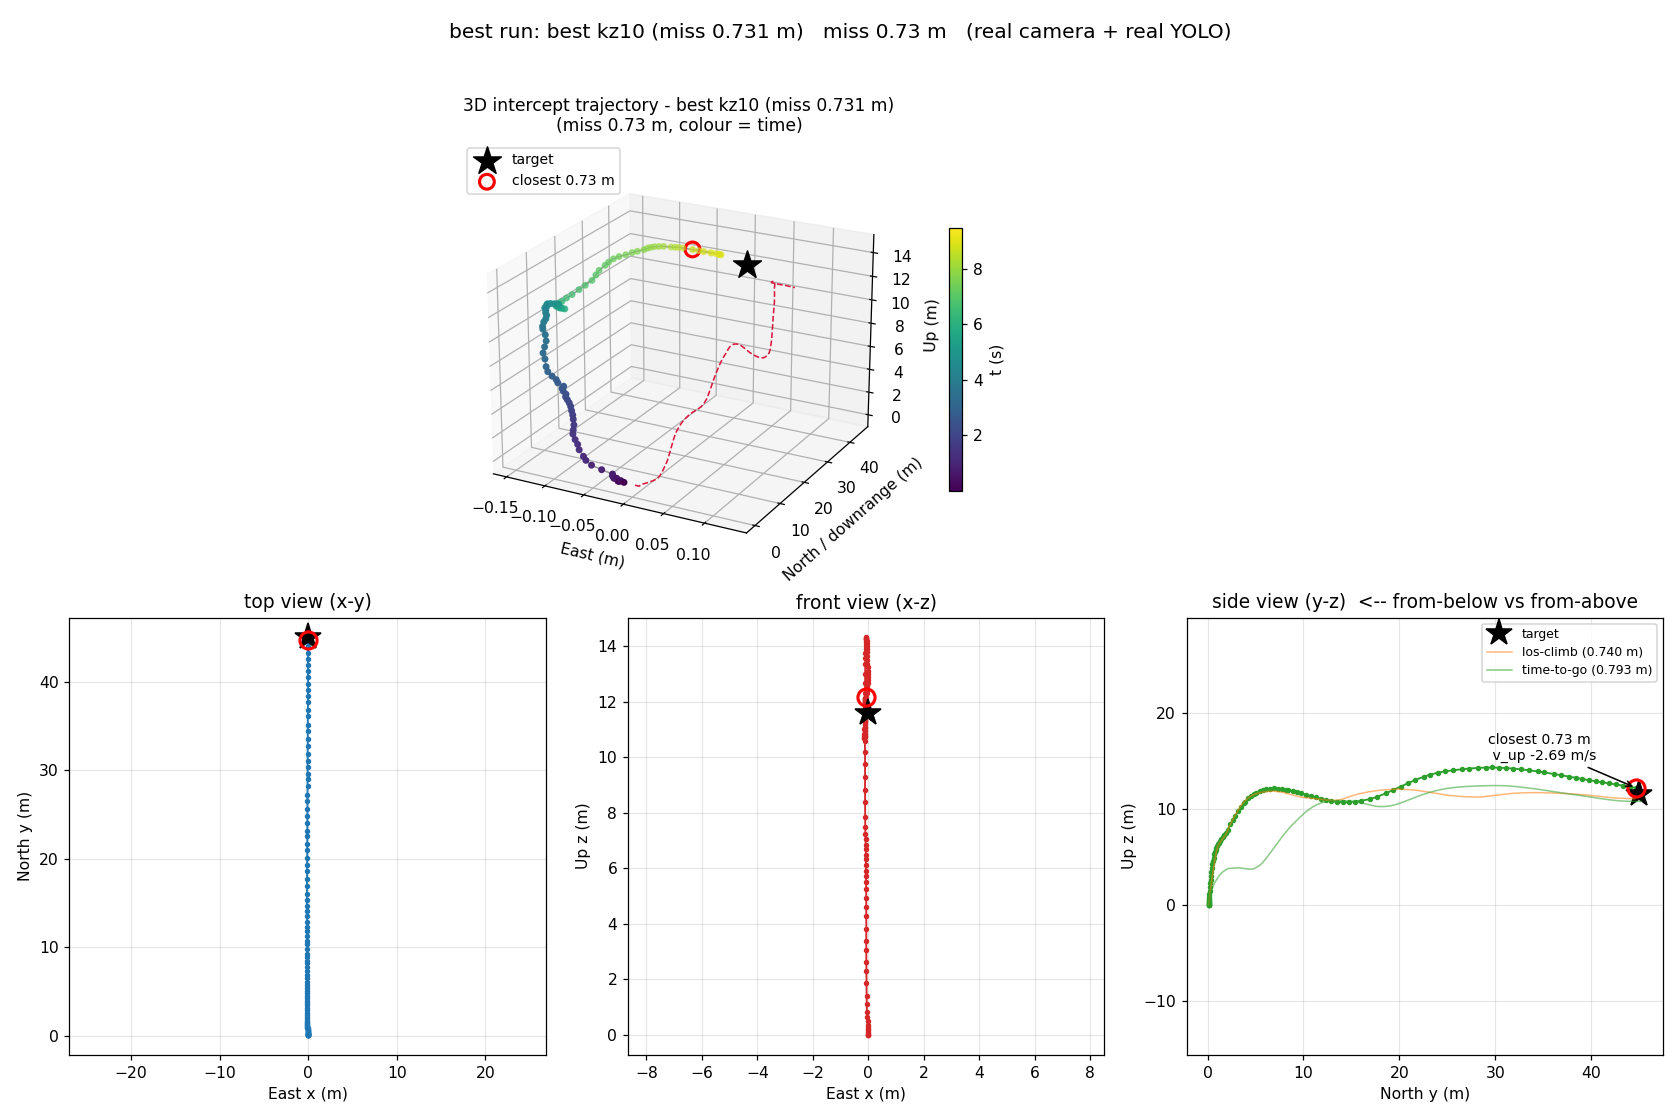 best run: best kz10 (miss 0.731 m)   miss 0.73 m   (real camera + real YOLO)
3D intercept trajectory - best kz10 (miss 0.731 m)
(miss 0.73 m, colour = time)
target
closest 0.73 m
14
12
10
8
6
4
2
0
Up (m)
8
6
4
2
t (s)
40
30
20
10
0
North / downrange (m)
−0.15
−0.10
−0.05
0.00
0.05
0.10
East (m)
top view (x-y)
40
30
20
10
0
North y (m)
−20
−10
0
10
20
East x (m)
front view (x-z)
14
12
10
8
6
4
2
0
Up z (m)
−8
−6
−4
−2
0
2
4
6
8
East x (m)
side view (y-z)  <-- from-below vs from-above
target
los-climb (0.740 m)
time-to-go (0.793 m)
closest 0.73 m
v_up -2.69 m/s
20
10
0
−10
Up z (m)
0
10
20
30
40
North y (m)